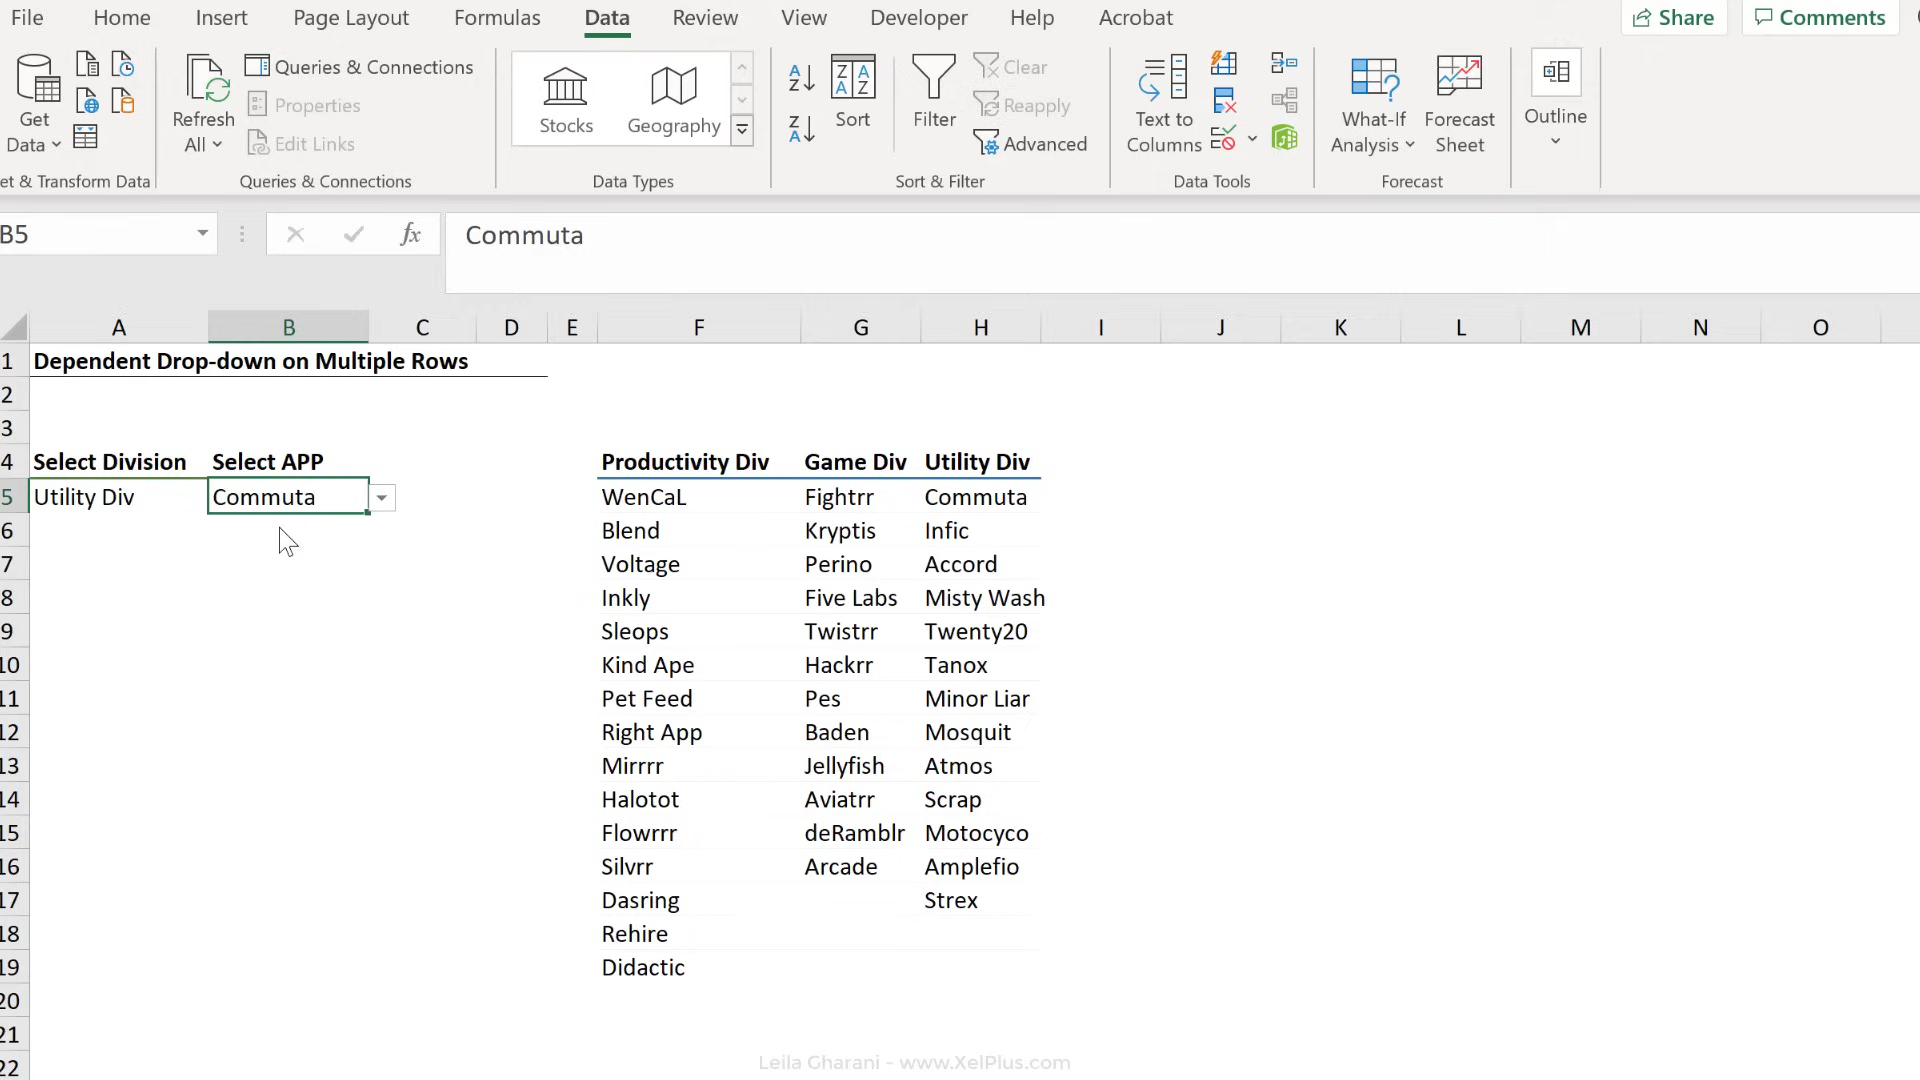 File Home Insert Page Layout Formulas Data Review View Developer Help Acrobat Share Comments
Queries & Connections
Properties
Edit Links
Get Data
Refresh All
Stocks Geography
Sort
Filter
Clear
Reapply
Advanced
Text to Columns
What-If Analysis
Forecast Sheet
Outline
et & Transform Data Queries & Connections Data Types Sort & Filter Data Tools Forecast
B5 fx Commuta
A B C D E F G H I J K L M N O
1 Dependent Drop-down on Multiple Rows
2
3
4 Select Division Select APP Productivity Div Game Div Utility Div
5 Utility Div Commuta WenCaL Fightrr Commuta
6 Blend Kryptis Infic
7 Voltage Perino Accord
8 Inkly Five Labs Misty Wash
9 Sleops Twistrr Twenty20
10 Kind Ape Hackrr Tanox
11 Pet Feed Pes Minor Liar
12 Right App Baden Mosquit
13 Mirrrr Jellyfish Atmos
14 Halotot Aviatrr Scrap
15 Flowrrr deRamblr Motocyco
16 Silvrr Arcade Amplefio
17 Dasring Strex
18 Rehire
19 Didactic
20
21
22
Leila Gharani - www.XelPlus.com